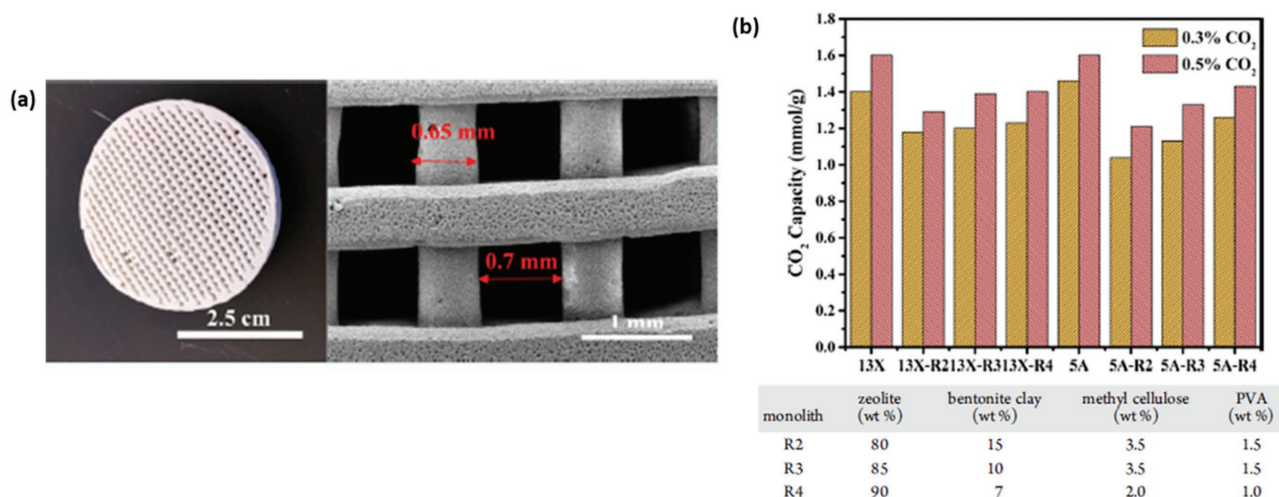 (a)
2.5 cm
0.65 mm
0.7 mm
1 mm
(b)
CO2 Capacity (mmol/g)
1.8
1.6
1.4
1.2
1.0
0.8
0.6
0.4
0.2
0.0
0.3% CO2
0.5% CO2
13X 13X-R2 13X-R3 13X-R4 5A 5A-R2 5A-R3 5A-R4
monolith zeolite (wt %) bentonite clay (wt %) methyl cellulose (wt %) PVA (wt %)
R2 80 15 3.5 1.5
R3 85 10 3.5 1.5
R4 90 7 2.0 1.0